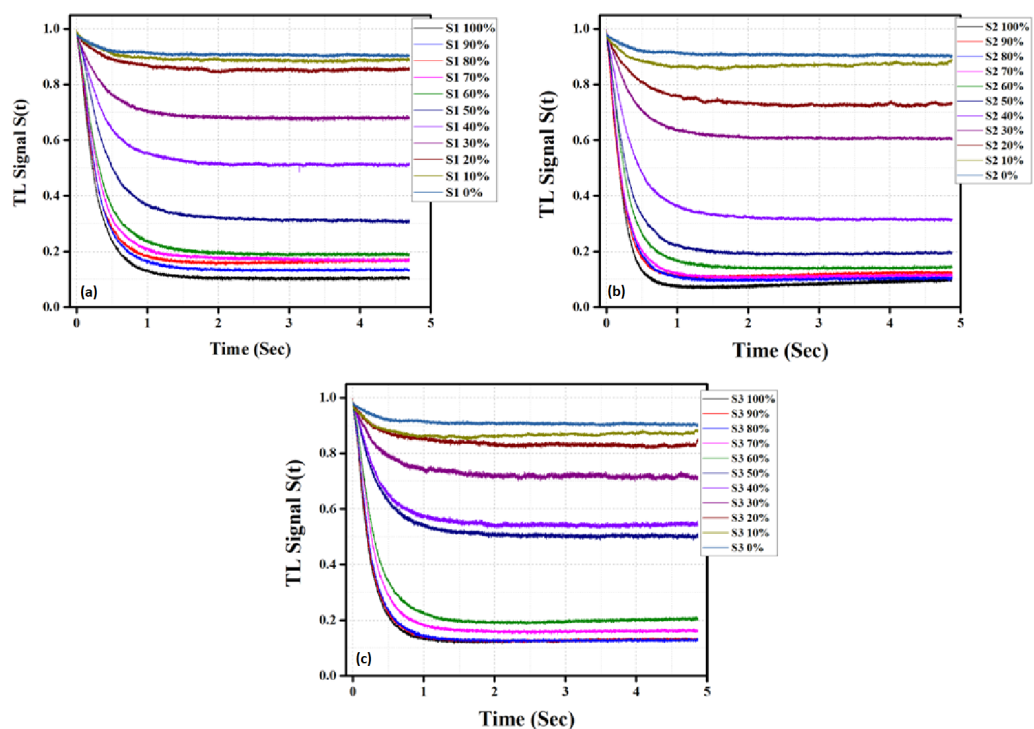 TL Signal S(t)
1.0
0.8
0.6
0.4
0.2
0.0
(a)
0 1 2 3 4 5
Time (Sec)
S1 100%
S1 90%
S1 80%
S1 70%
S1 60%
S1 50%
S1 40%
S1 30%
S1 20%
S1 10%
S1 0%
TL Signal S(t)
1.0
0.8
0.6
0.4
0.2
0.0
(b)
0 1 2 3 4 5
Time (Sec)
S2 100%
S2 90%
S2 80%
S2 70%
S2 60%
S2 50%
S2 40%
S2 30%
S2 20%
S2 10%
S2 0%
TL Signal S(t)
1.0
0.8
0.6
0.4
0.2
0.0
(c)
0 1 2 3 4 5
Time (Sec)
S3 100%
S3 90%
S3 80%
S3 70%
S3 60%
S3 50%
S3 40%
S3 30%
S3 20%
S3 10%
S3 0%